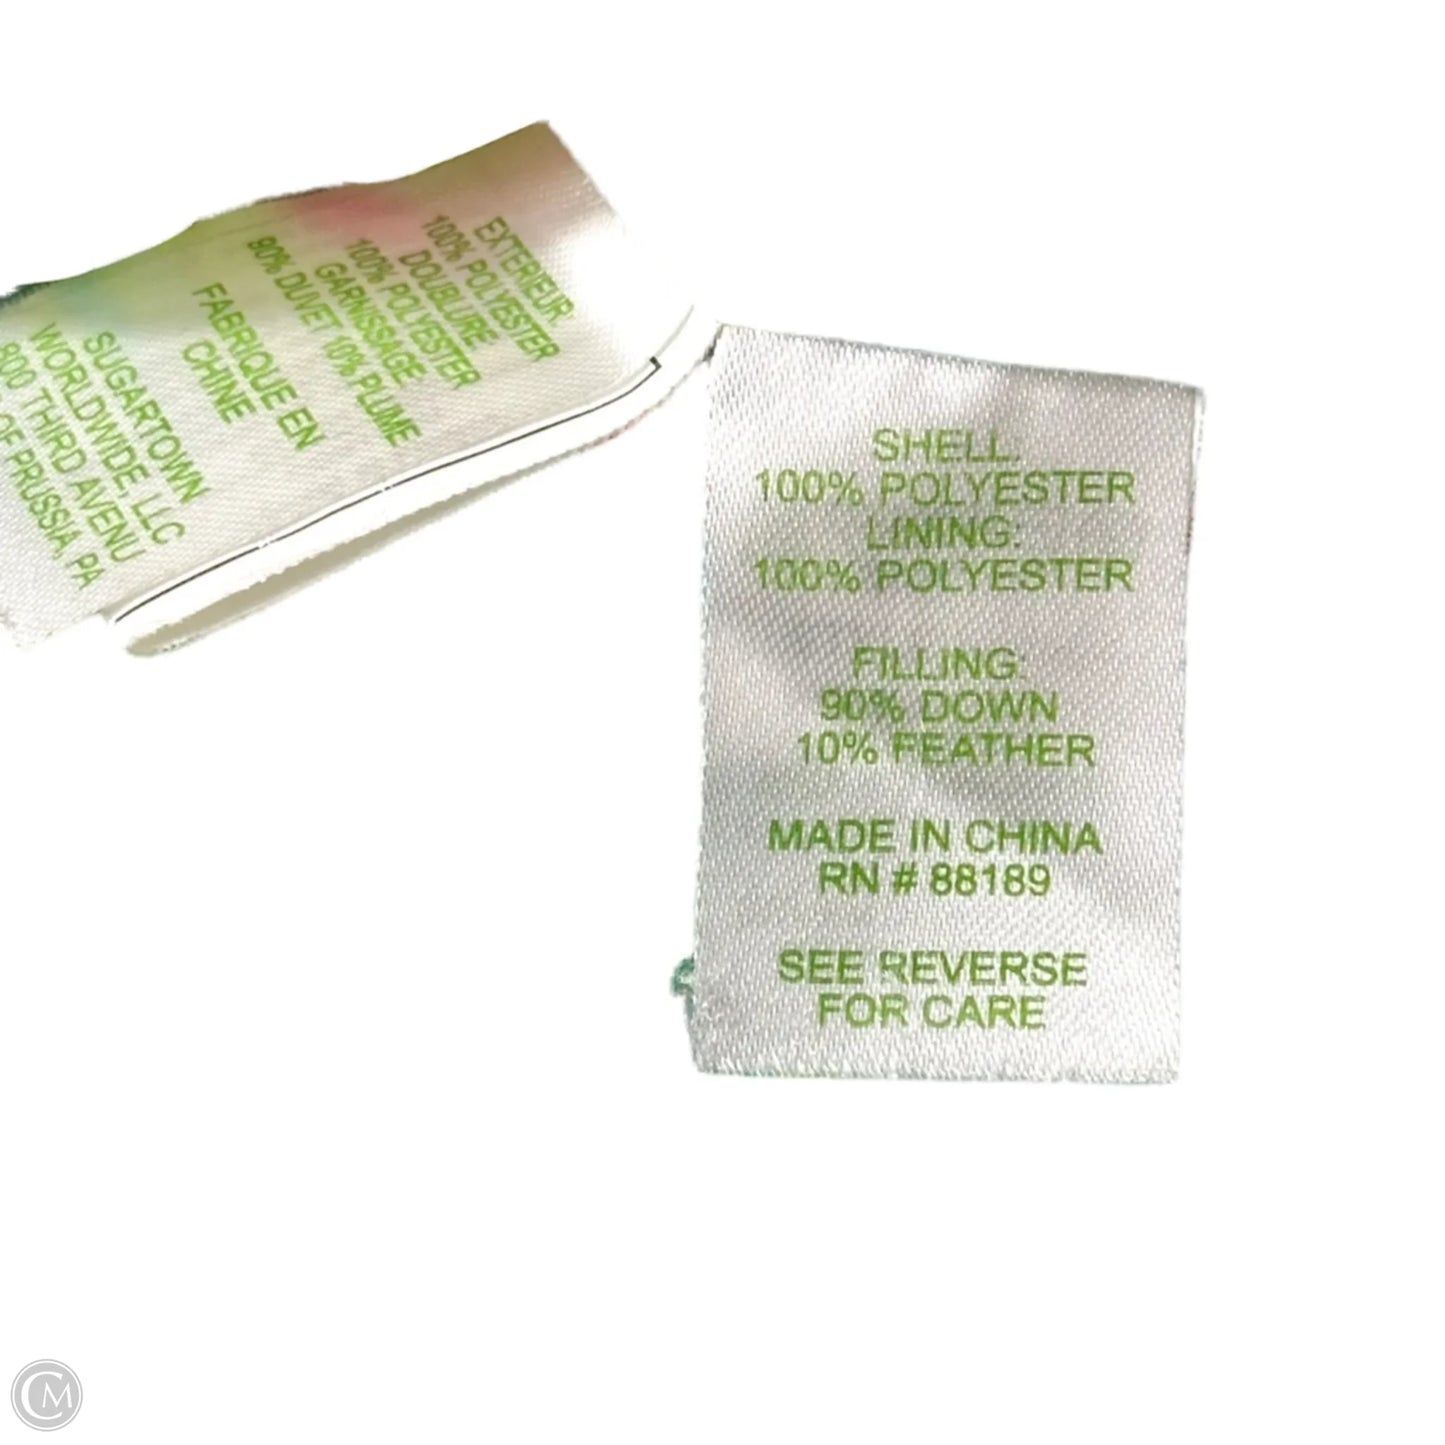 EXTERIEUR:
100% POLYESTER
DOUBLURE
100% POLYESTER
GARNISSAGE
90% DUVET 10% PLUME
FABRIQUE EN
CHINE
SUGARTOWN
WORLDWIDE, LLC
800 THIRD AVENU
OF PRUSSIA, PA
SHELL:
100% POLYESTER
LINING:
100% POLYESTER
FILLING:
90% DOWN
10% FEATHER
MADE IN CHINA
RN # 88189
SEE REVERSE
FOR CARE
CM